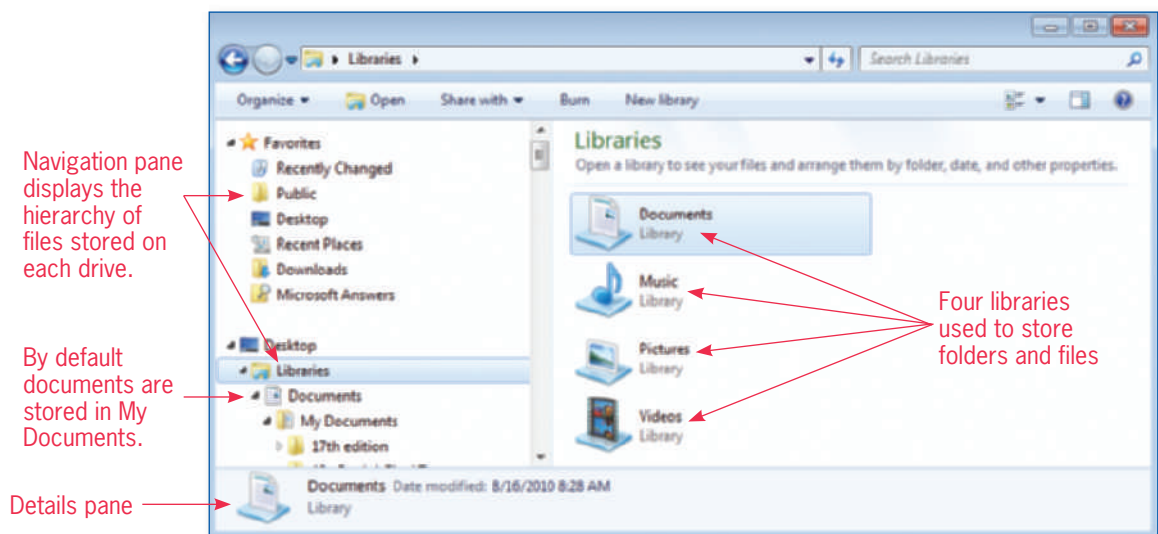 Libraries
Search Libraries
Organize
Open
Share with
Burn
New library
Navigation pane
displays the
hierarchy of
files stored on
each drive.
Favorites
Recently Changed
Public
Desktop
Recent Places
Downloads
Microsoft Answers
By default
documents are
stored in My
Documents.
Desktop
Libraries
Documents
My Documents
17th edition
Libraries
Open a library to see your files and arrange them by folder, date, and other properties.
Documents
Library
Music
Library
Pictures
Library
Videos
Library
Four libraries
used to store
folders and files
Details pane
Documents Date modified: 8/16/2010 8:28 AM
Library